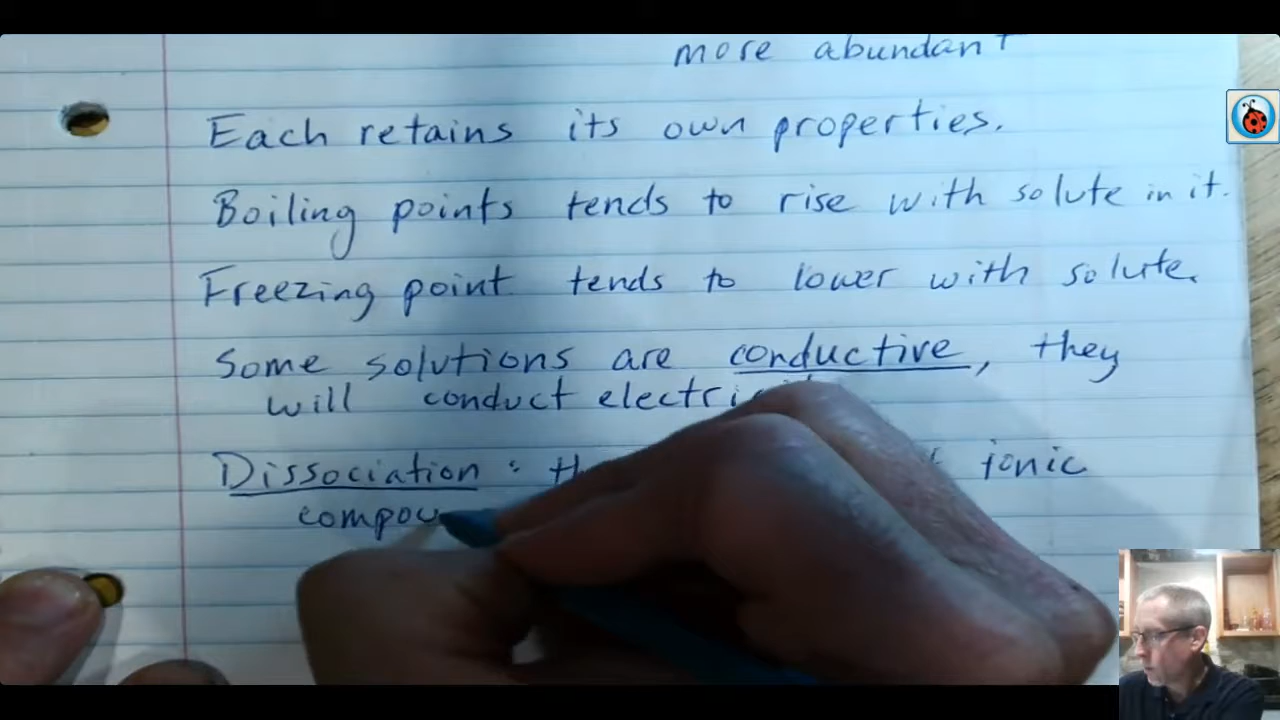 more abundant
Each retains its own properties.
Boiling points tends to rise with solute in it.
Freezing point tends to lower with solute.
Some solutions are conductive, they
will conduct
Dissociation : ionic